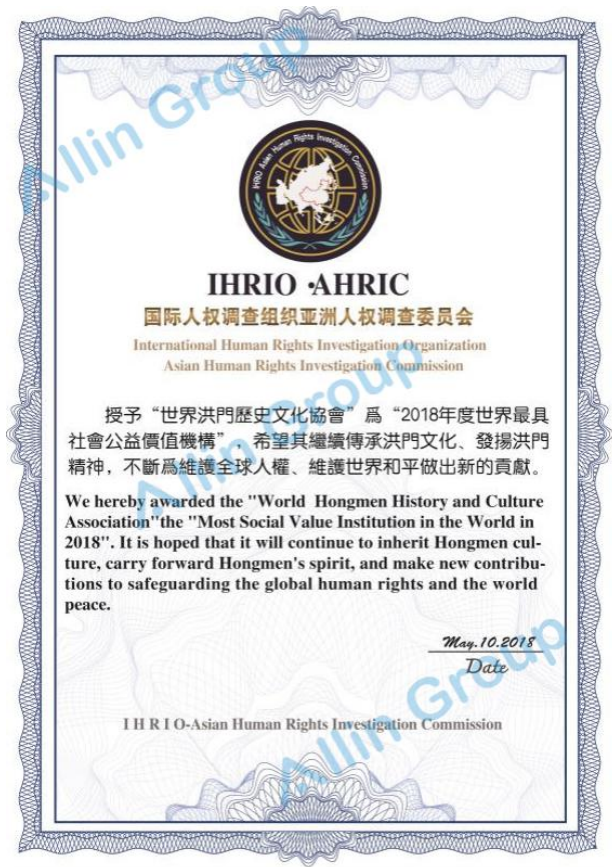 Allin Group
IHRIO Asian Human Rights Investigation Commission
IHRIO ·AHRIC
国际人权调查组织亚洲人权调查委员会
International Human Rights Investigation Organization
Asian Human Rights Investigation Commission
授予“世界洪門歷史文化協會”爲“2018年度世界最具
社會公益價值機構”，希望其繼續傳承洪門文化、發揚洪門
精神，不斷爲維護全球人權、維護世界和平做出新的貢獻。
Allin Group
We hereby awarded the "World Hongmen History and Culture
Association"the "Most Social Value Institution in the World in
2018". It is hoped that it will continue to inherit Hongmen cul-
ture, carry forward Hongmen's spirit, and make new contribu-
tions to safeguarding the global human rights and the world
peace.
May.10.2018
Date
Allin Group
I H R I O-Asian Human Rights Investigation Commission